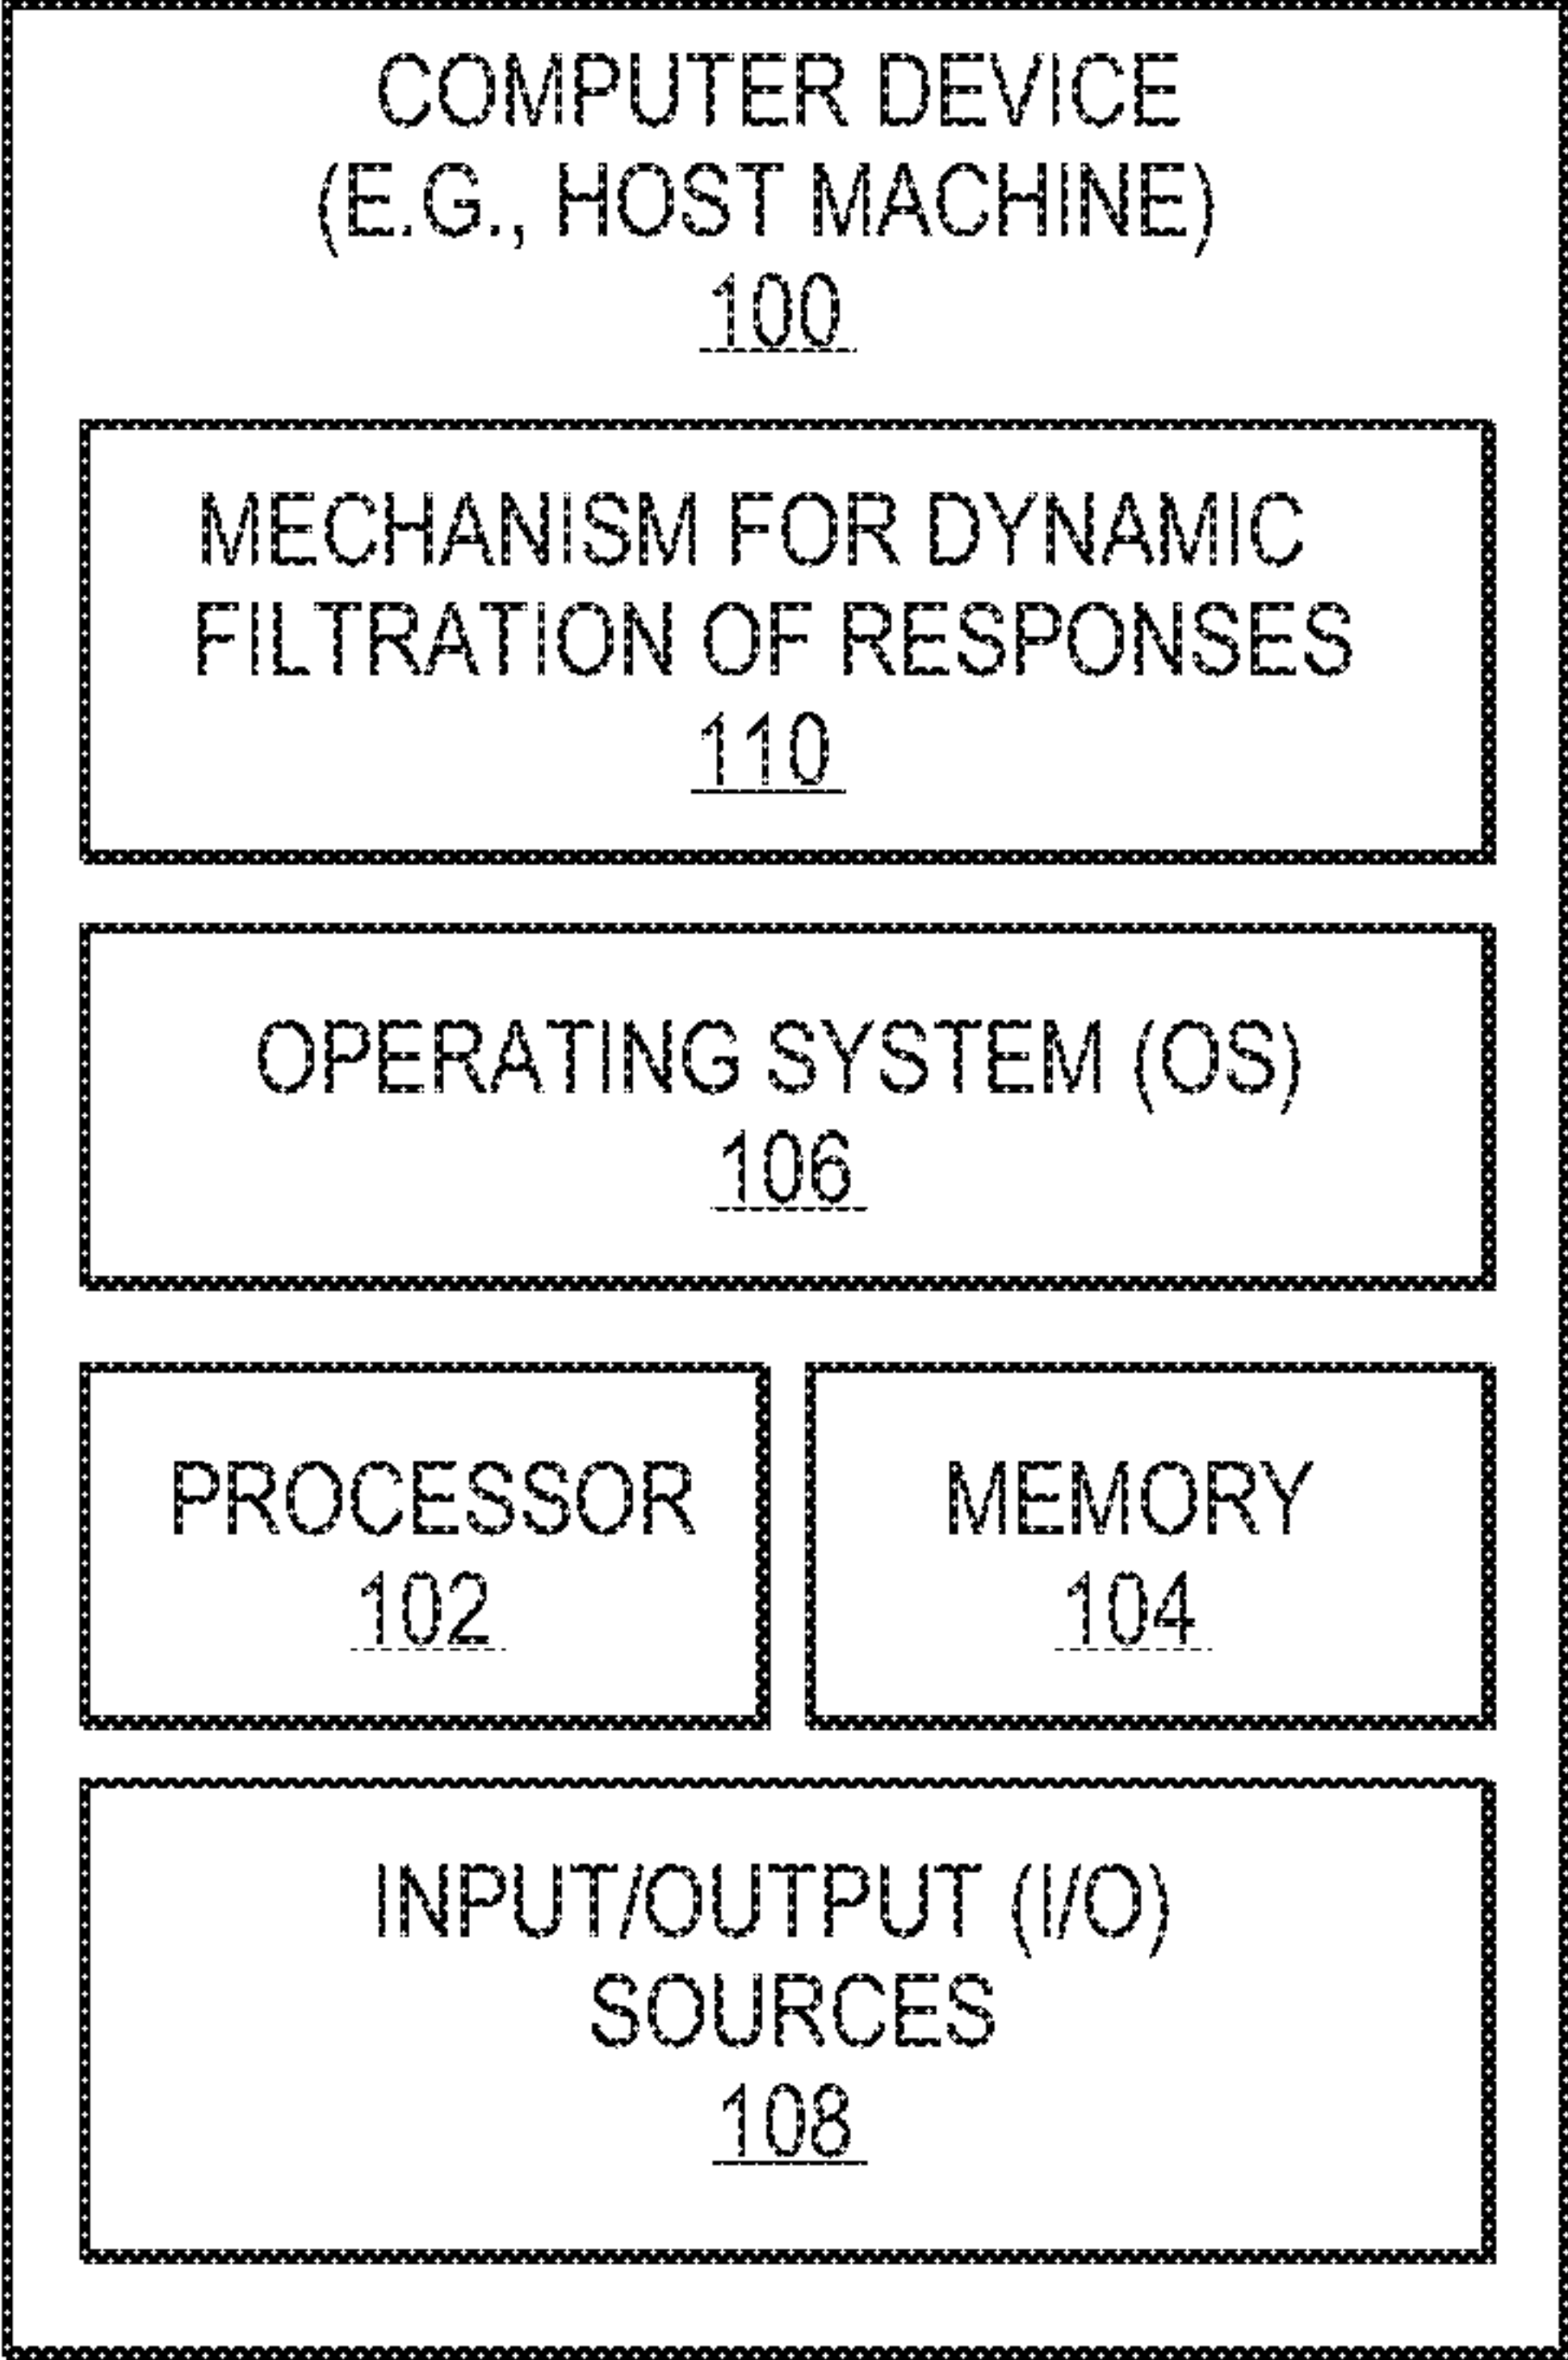 COMPUTER DEVICE
(E.G., HOST MACHINE)
100
MECHANISM FOR DYNAMIC
FILTRATION OF RESPONSES
110
OPERATING SYSTEM (OS)
106
PROCESSOR
102
MEMORY
104
INPUT/OUTPUT (I/O)
SOURCES
108